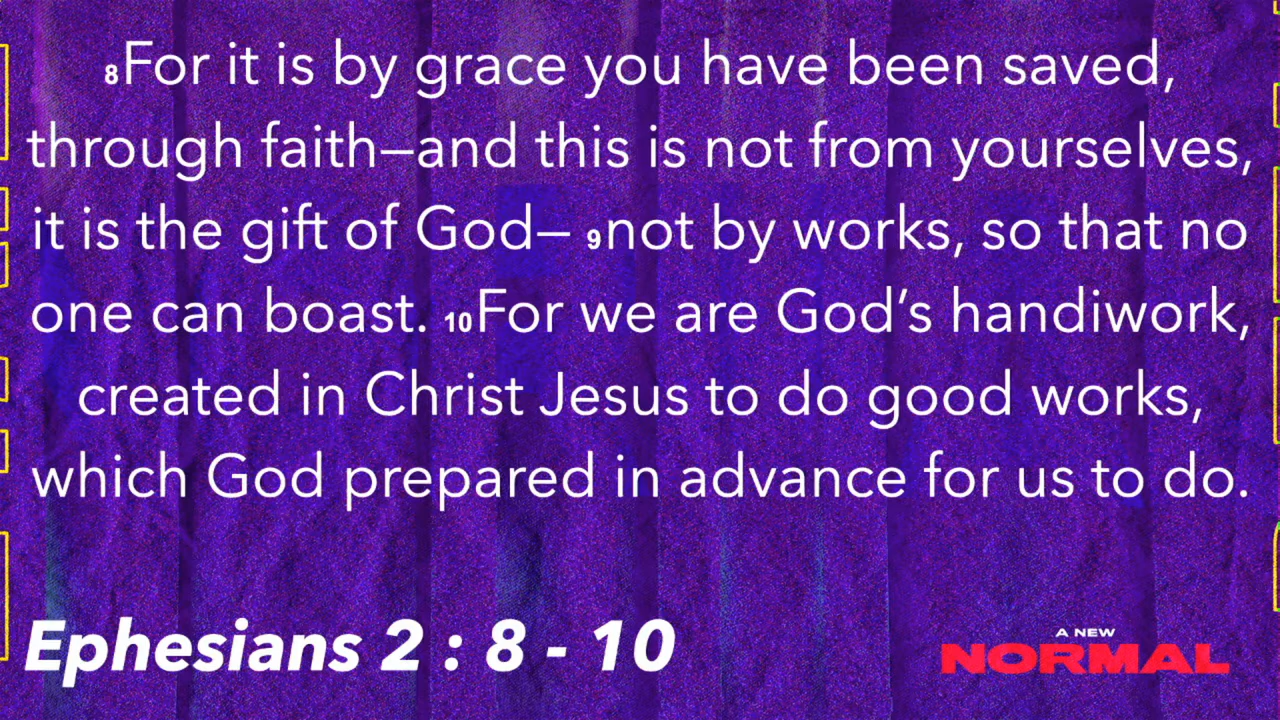 8For it is by grace you have been saved,
through faith—and this is not from yourselves,
it is the gift of God— 9not by works, so that no
one can boast. 10For we are God’s handiwork,
created in Christ Jesus to do good works,
which God prepared in advance for us to do.
Ephesians 2 : 8 - 10
A NEW
NORMAL